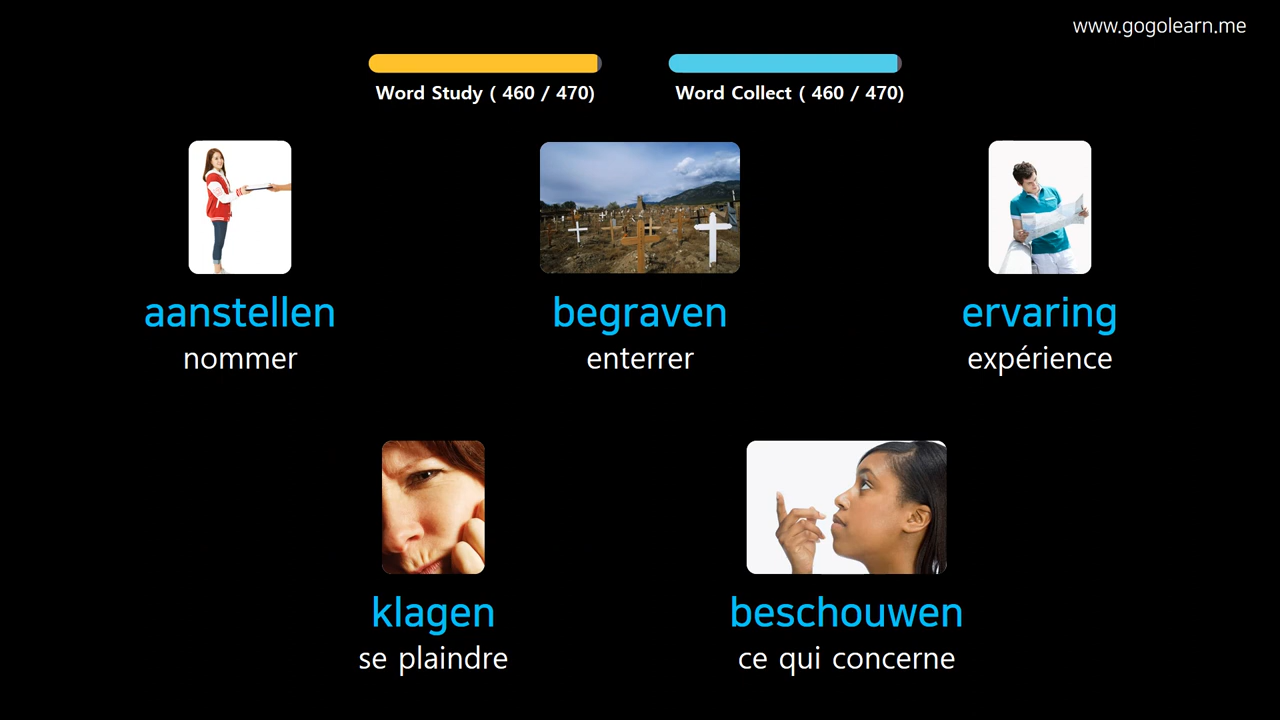 www.gogolearn.me
Word Study ( 460 / 470)
Word Collect ( 460 / 470)
aanstellen
nommer
begraven
enterrer
ervaring
expérience
klagen
se plaindre
beschouwen
ce qui concerne